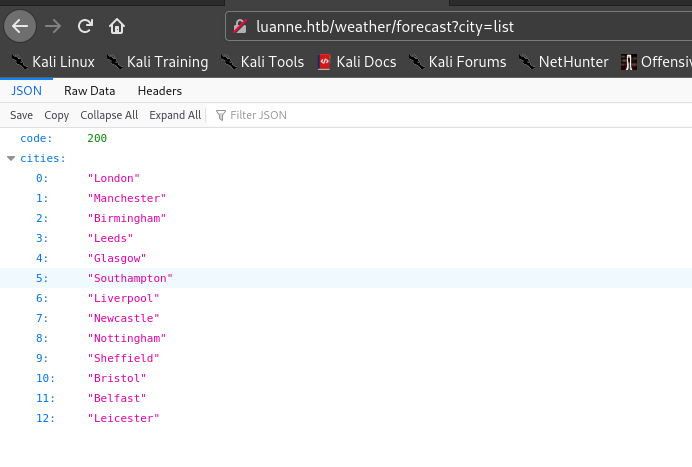 luanne.htb/weather/forecast?city=list
Kali Linux Kali Training Kali Tools Kali Docs Kali Forums NetHunter Offensiv
JSON Raw Data Headers
Save Copy Collapse All Expand All Filter JSON
code: 200
cities:
0: "London"
1: "Manchester"
2: "Birmingham"
3: "Leeds"
4: "Glasgow"
5: "Southampton"
6: "Liverpool"
7: "Newcastle"
8: "Nottingham"
9: "Sheffield"
10: "Bristol"
11: "Belfast"
12: "Leicester"